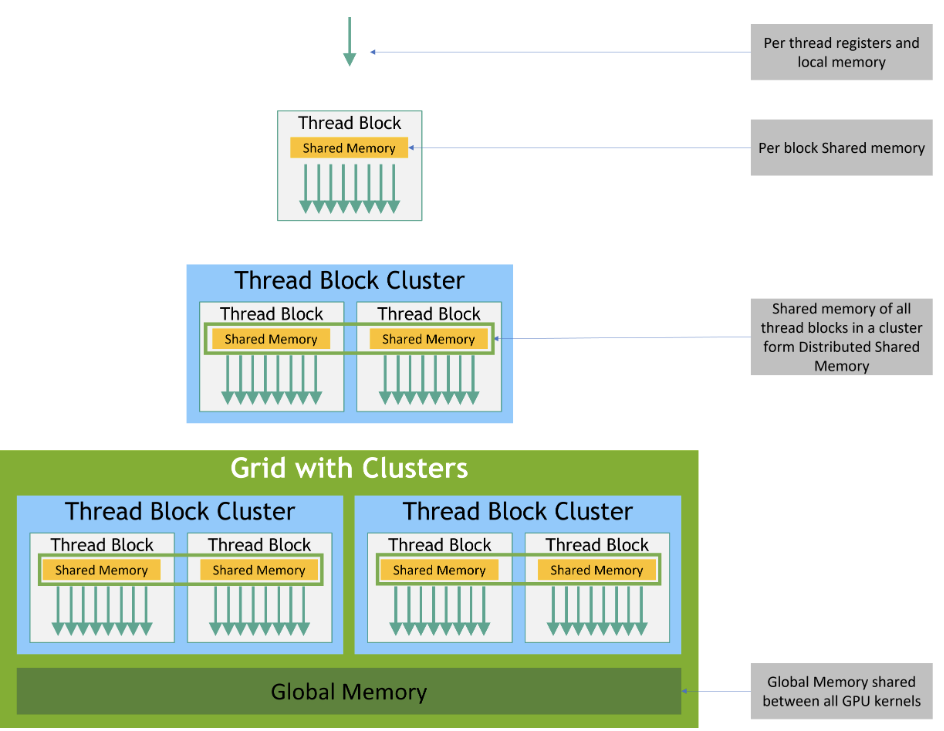 Per thread registers and
local memory
Thread Block
Shared Memory
Per block Shared memory
Thread Block Cluster
Thread Block
Thread Block
Shared Memory
Shared Memory
Shared memory of all
thread blocks in a cluster
form Distributed Shared
Memory
Grid with Clusters
Thread Block Cluster
Thread Block Cluster
Thread Block
Thread Block
Thread Block
Thread Block
Shared Memory
Shared Memory
Shared Memory
Shared Memory
Global Memory
Global Memory shared
between all GPU kernels